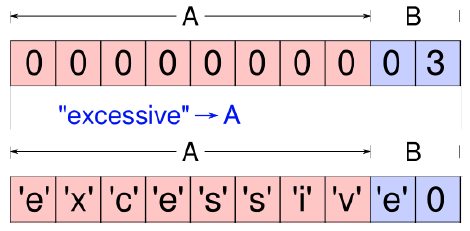 A B
0 0 0 0 0 0 0 0 0 3
"excessive" → A
A B
'e' 'x' 'c' 'e' 's' 's' 'i' 'v' 'e' 0